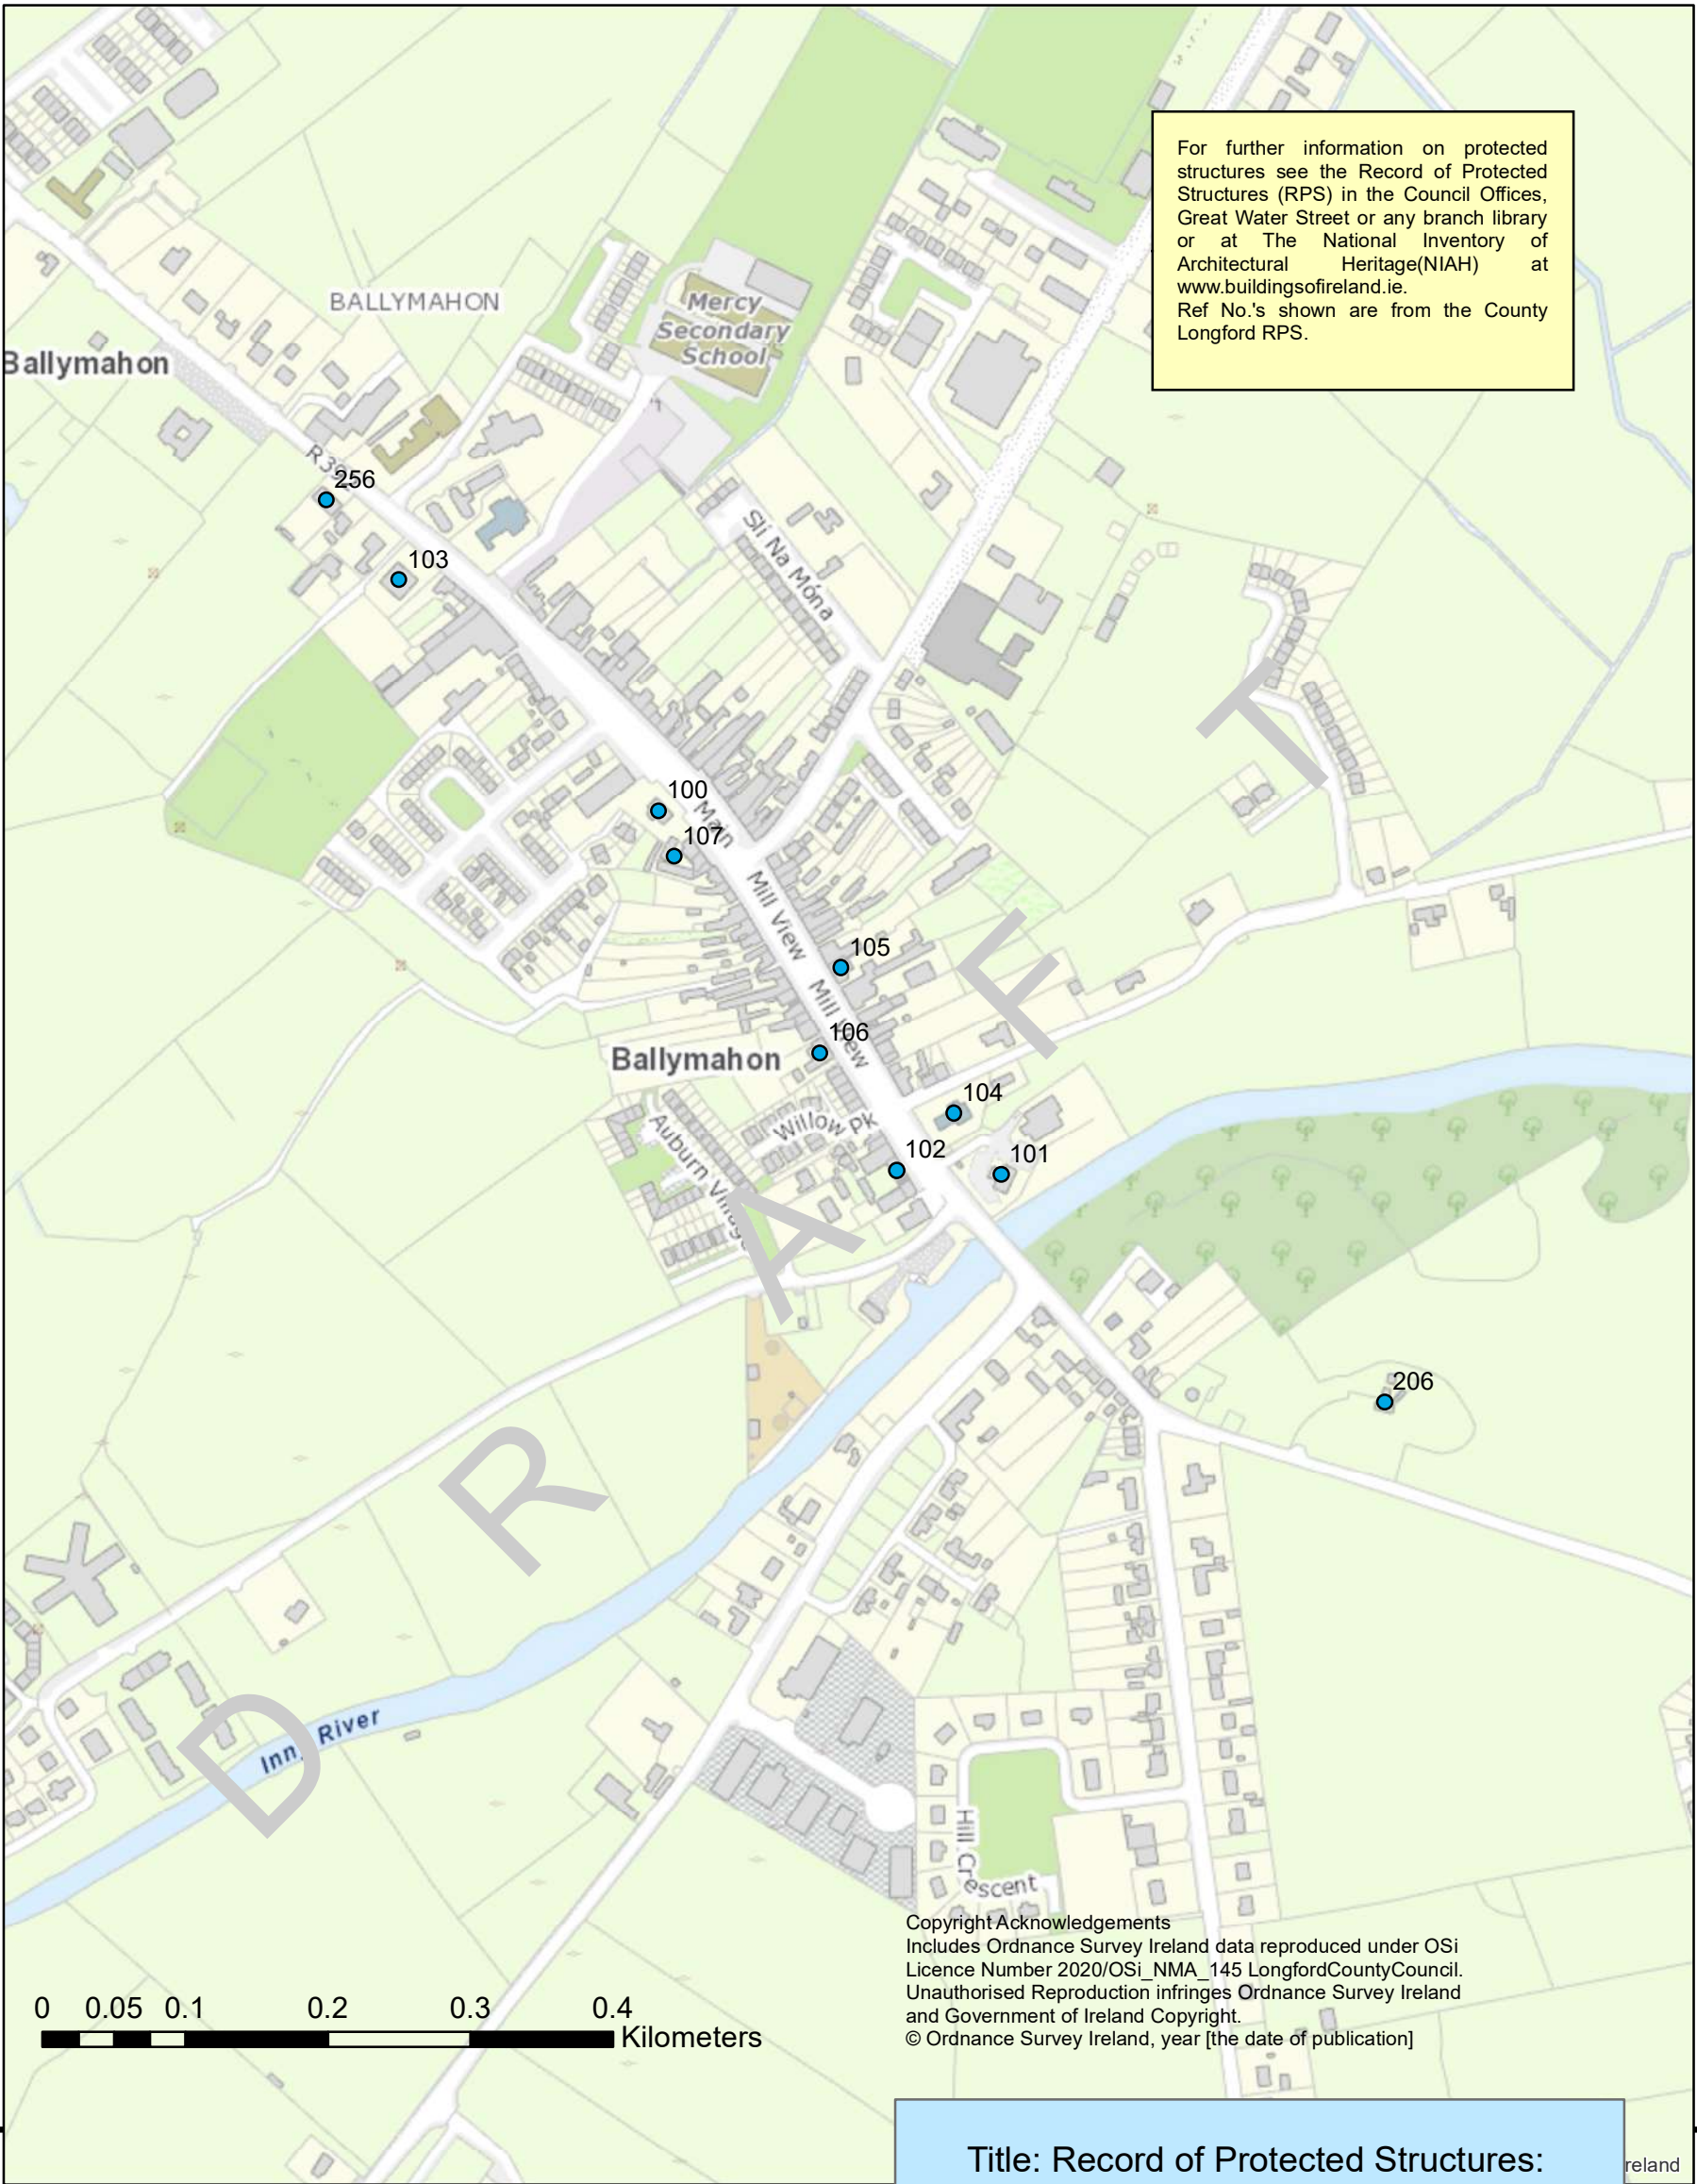 For further information on protected
structures see the Record of Protected
Structures (RPS) in the Council Offices,
Great Water Street or any branch library
or at The National Inventory of
Architectural Heritage(NIAH) at
www.buildingsofireland.ie.
Ref No.'s shown are from the County
Longford RPS.
BALLYMAHON
Mercy
Secondary
School
Ballymahon
256
103
Slí Na Móna
100
Main
107
Mill View
105
Mill View
106
Ballymahon
104
Willow Pk
102
101
Auburn Village
206
DRAFT
River
Hill Crescent
Copyright Acknowledgements
Includes Ordnance Survey Ireland data reproduced under OSi
Licence Number 2020/OSi_NMA_145 LongfordCountyCouncil.
Unauthorised Reproduction infringes Ordnance Survey Ireland
and Government of Ireland Copyright.
© Ordnance Survey Ireland, year [the date of publication]
0 0.05 0.1 0.2 0.3 0.4
Kilometers
Title: Record of Protected Structures:
reland